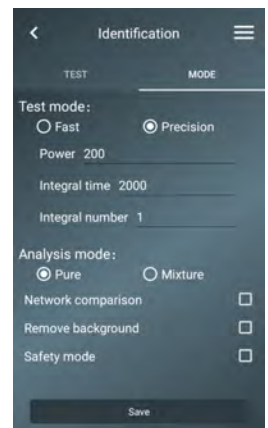 Identification
TEST MODE
Test mode:
Fast Precision
Power 200
Integral time 2000
Integral number 1
Analysis mode:
Pure Mixture
Network comparison
Remove background
Safety mode
Save